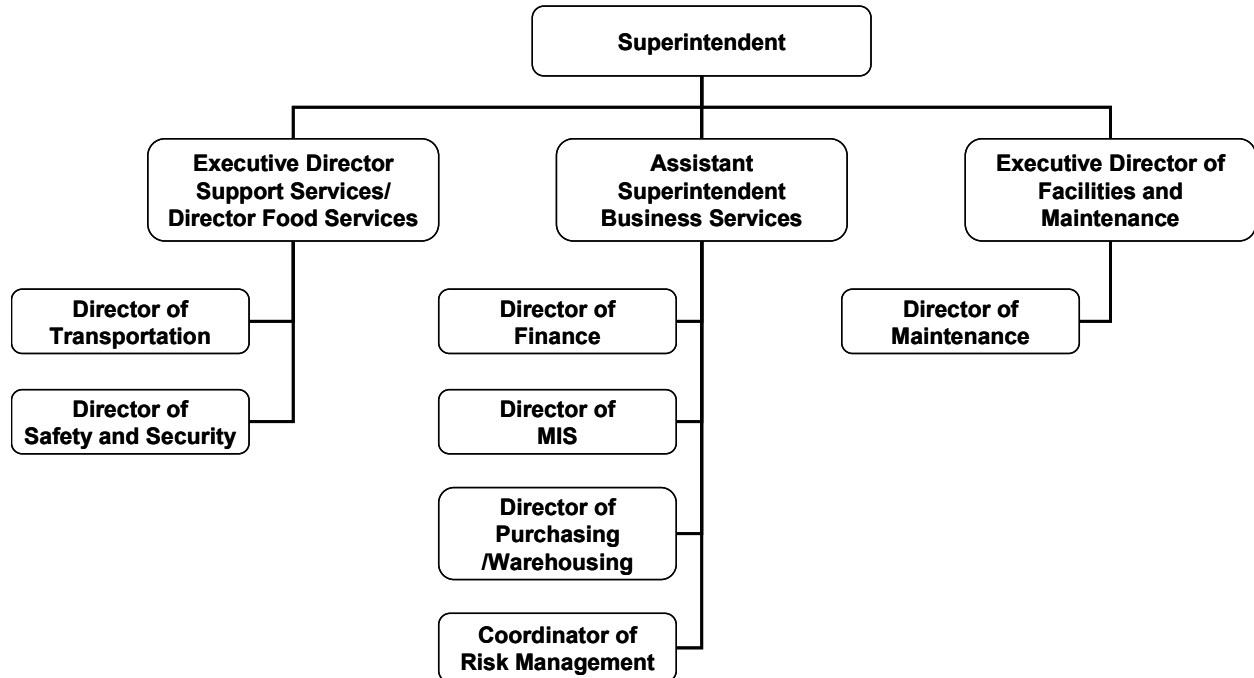 Superintendent
Executive Director
Support Services/
Director Food Services
Assistant
Superintendent
Business Services
Executive Director of
Facilities and
Maintenance
Director of
Transportation
Director of
Finance
Director of
Maintenance
Director of
Safety and Security
Director of
MIS
Director of
Purchasing
/Warehousing
Coordinator of
Risk Management